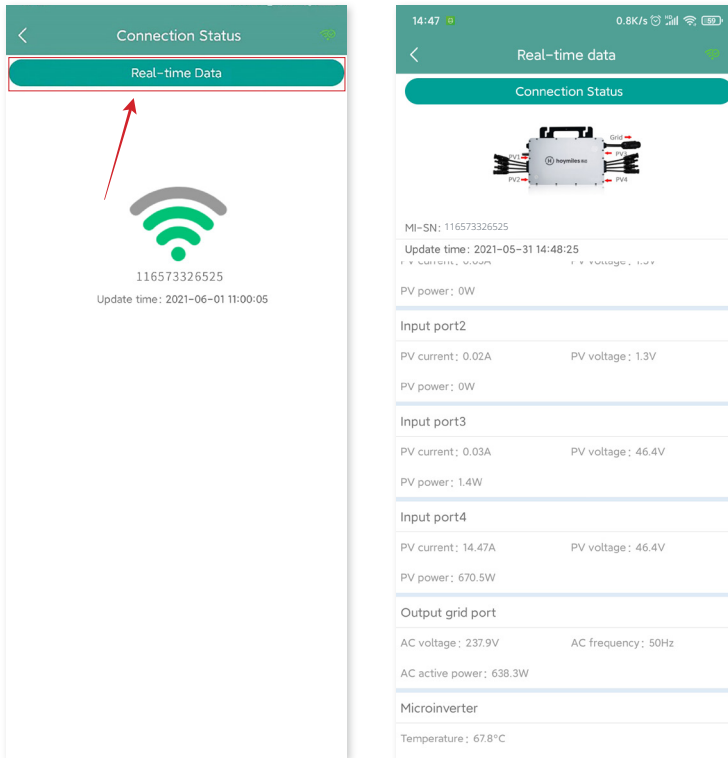 Connection Status
Real-time Data
116573326525
Update time: 2021-06-01 11:00:05
14:47
0.8K/s
59
Real-time data
Connection Status
Grid
PV1
PV3
hoymiles
PV2
PV4
MI-SN: 116573326525
Update time: 2021-05-31 14:48:25
PV power: 0W
Input port2
PV current: 0.02A PV voltage: 1.3V
PV power: 0W
Input port3
PV current: 0.03A PV voltage: 46.4V
PV power: 1.4W
Input port4
PV current: 14.47A PV voltage: 46.4V
PV power: 670.5W
Output grid port
AC voltage: 237.9V AC frequency: 50Hz
AC active power: 638.3W
Microinverter
Temperature: 67.8°C